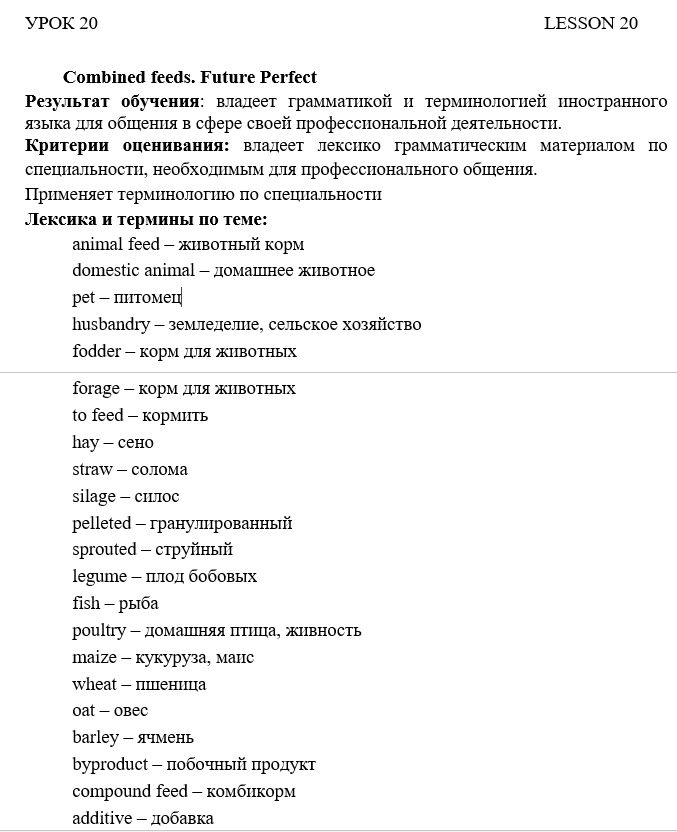 УРОК 20 LESSON 20
Combined feeds. Future Perfect
Результат обучения: владеет грамматикой и терминологией иностранного
языка для общения в сфере своей профессиональной деятельности.
Критерии оценивания: владеет лексико грамматическим материалом по
специальности, необходимым для профессионального общения.
Применяет терминологию по специальности
Лексика и термины по теме:
animal feed – животный корм
domestic animal – домашнее животное
pet – питомец
husbandry – земледелие, сельское хозяйство
fodder – корм для животных
forage – корм для животных
to feed – кормить
hay – сено
straw – солома
silage – силос
pelleted – гранулированный
sprouted – струйный
legume – плод бобовых
fish – рыба
poultry – домашняя птица, живность
maize – кукуруза, маис
wheat – пшеница
oat – овес
barley – ячмень
byproduct – побочный продукт
compound feed – комбикорм
additive – добавка